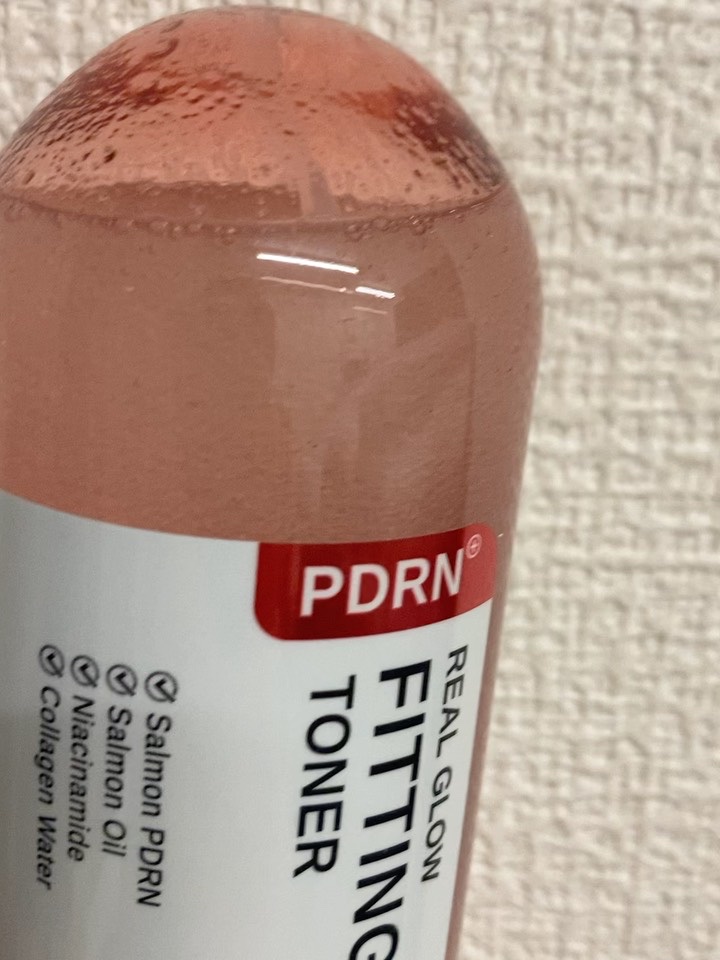 PDRN⊕
REAL GLOW
FITTING
TONER
Salmon PDRN
Salmon Oil
Niacinamide
Collagen Water